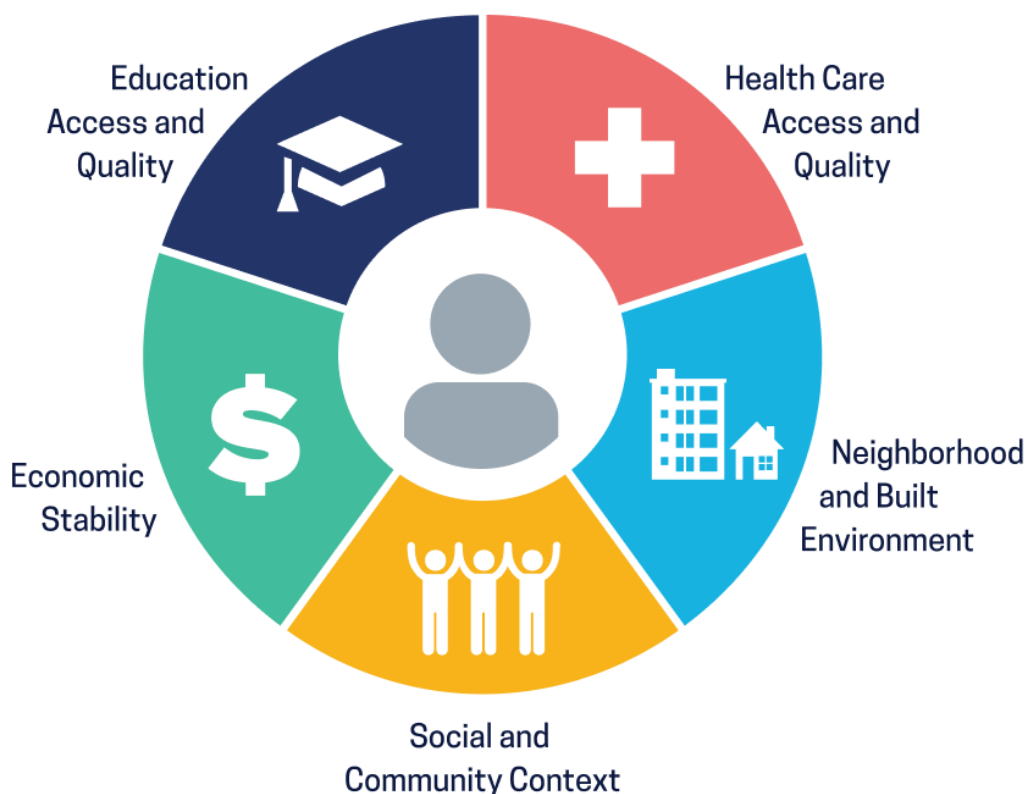 Education
Access and
Quality
Health Care
Access and
Quality
Economic
Stability
Neighborhood
and Built
Environment
Social and
Community Context